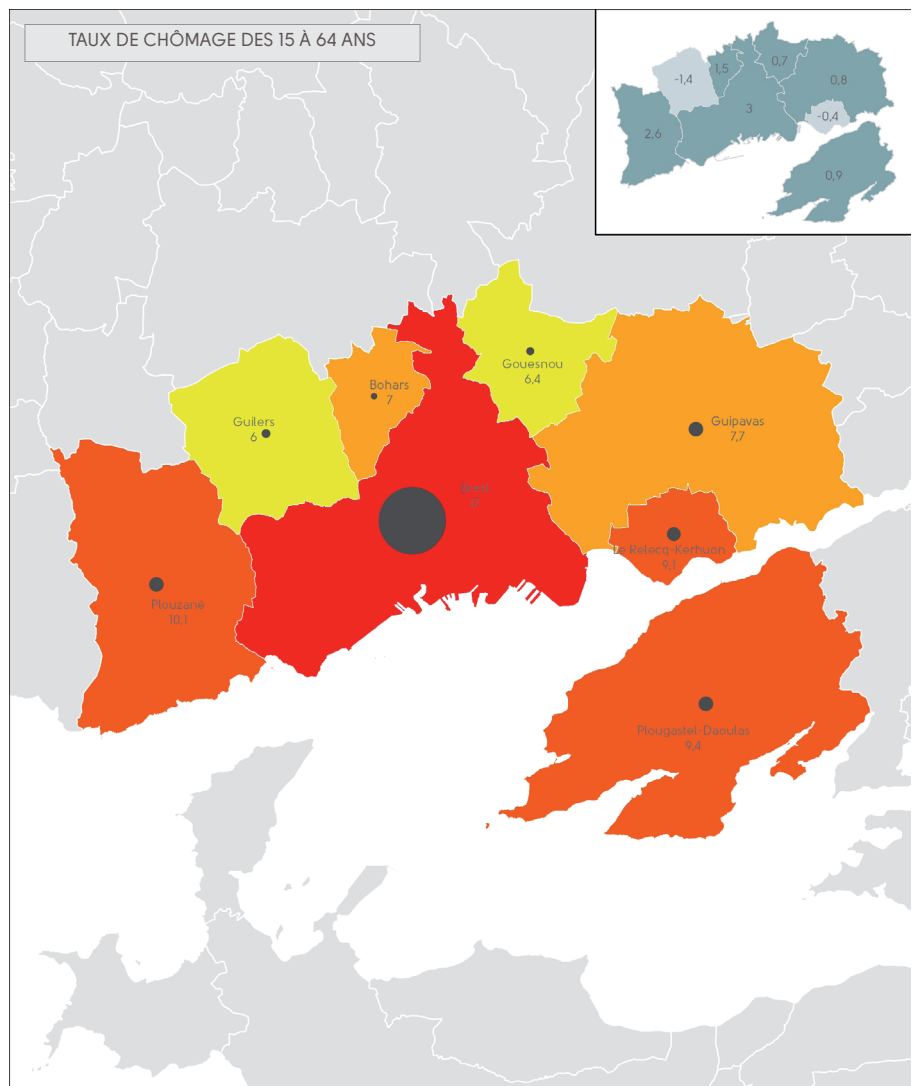 TAUX DE CHÔMAGE DES 15 À 64 ANS
-1,4
1,5
0,7
0,8
3
-0,4
2,6
0,9
Gouesnou
6,4
Bohars
7
Guilers
6
Guipavas
7,7
Brest
Le Relecq-Kerhuon
9,1
Plouzané
10,1
Plougastel-Daoulas
9,4